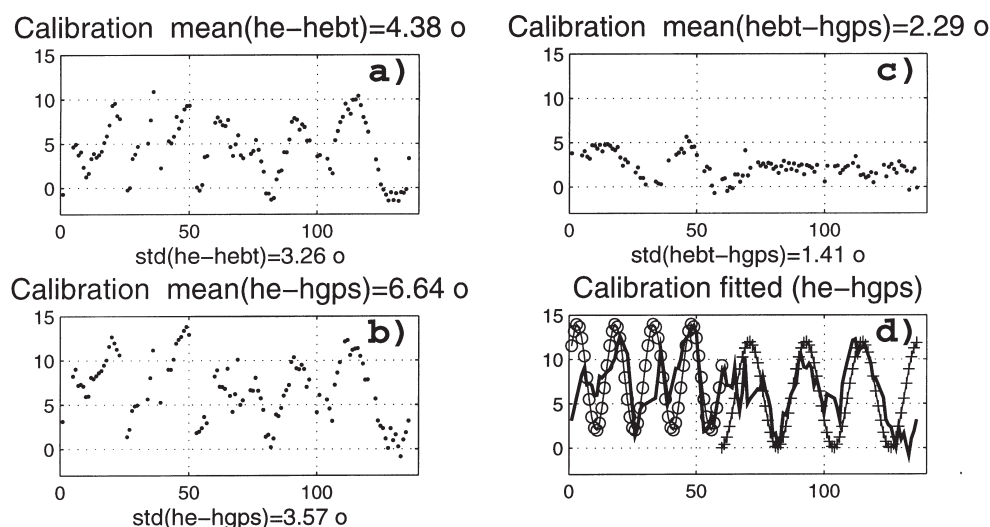 Calibration mean(he−hebt)=4.38 o
a)
15
10
5
0
0 50 100
std(he−hebt)=3.26 o
Calibration mean(hebt−hgps)=2.29 o
c)
15
10
5
0
0 50 100
std(hebt−hgps)=1.41 o
Calibration mean(he−hgps)=6.64 o
b)
15
10
5
0
0 50 100
std(he−hgps)=3.57 o
Calibration fitted (he−hgps)
d)
15
10
5
0
0 50 100